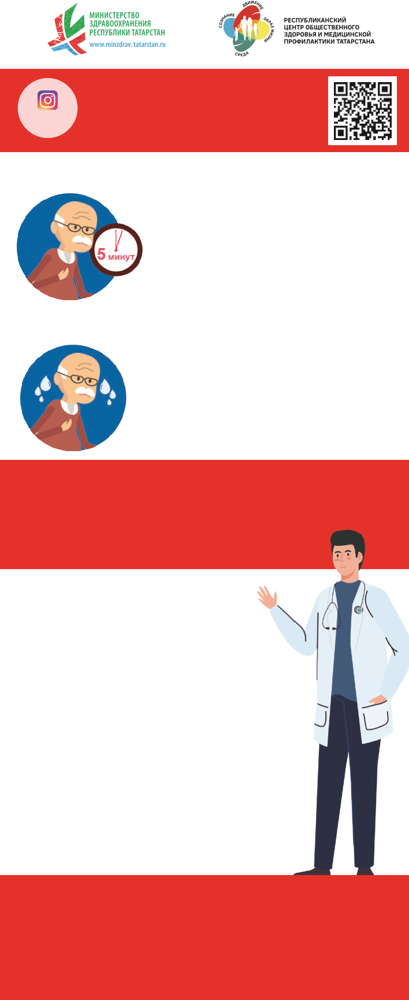 МИНИСТЕРСТВО
ЗДРАВООХРАНЕНИЯ
РЕСПУБЛИКИ ТАТАРСТАН
www.minzdrav. tatarstan.ru
СОЗНАНИЕ
ДВИЖЕНИЕ
ОБРАЗ ЖИЗНИ
СРЕДА
РЕСПУБЛИКАНСКИЙ
ЦЕНТР ОБЩЕСТВЕННОГО
ЗДОРОВЬЯ И МЕДИЦИНСКОЙ
ПРОФИЛАКТИКИ ТАТАРСТАНА
5 минут